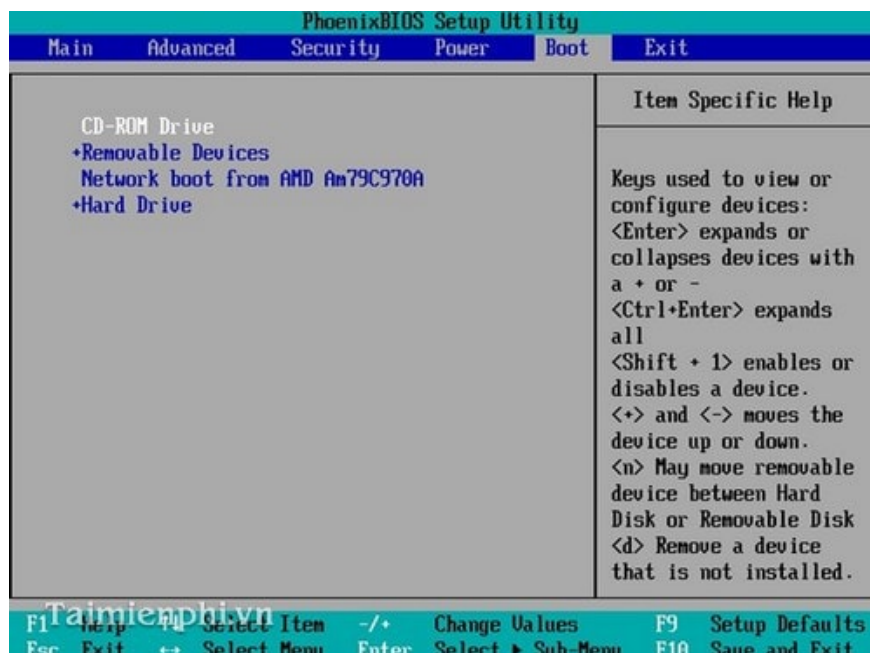 PhoenixBIOS Setup Utility
Main Advanced Security Power Boot Exit
CD-ROM Drive
+Removable Devices
Network boot from AMD Am79C970A
+Hard Drive
Item Specific Help
Keys used to view or
configure devices:
<Enter> expands or
collapses devices with
a + or -
<Ctrl+Enter> expands
all
<Shift + 1> enables or
disables a device.
<+> and <-> moves the
device up or down.
<n> May move removable
device between Hard
Disk or Removable Disk
<d> Remove a device
that is not installed.
Taimienphi.vn
F1 Help ↑↓ Select Item -/+ Change Values F9 Setup Defaults
Esc Exit ↔ Select Menu Enter Select ▶ Sub-Menu F10 Save and Exit